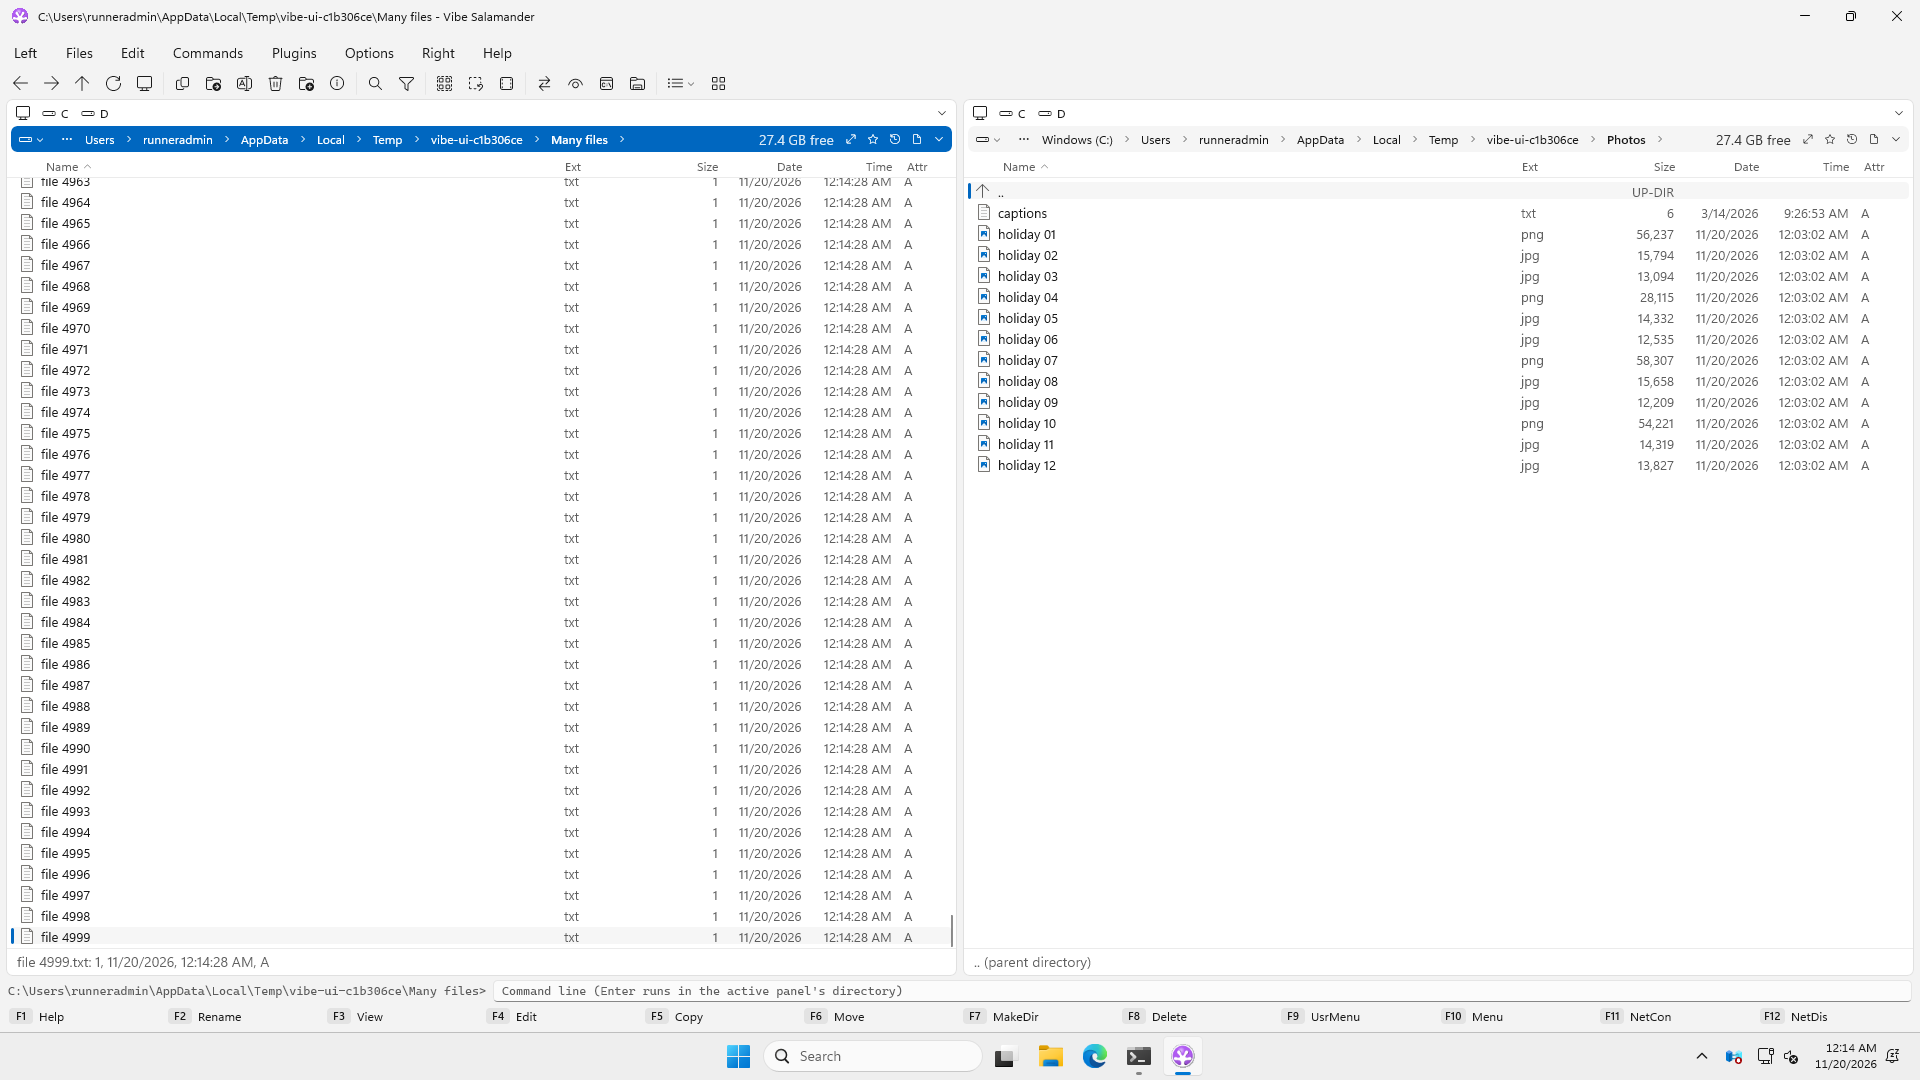 C:\Users\runneradmin\AppData\Local\Temp\vibe-ui-c1b306ce\Many files - Vibe Salamander
Left Files Edit Commands Plugins Options Right Help
C D
Users runneradmin AppData Local Temp vibe-ui-c1b306ce Many files 27.4 GB free
Name Ext Size Date Time Attr
file 4963 txt 1 11/20/2026 12:14:28 AM A
file 4964 txt 1 11/20/2026 12:14:28 AM A
file 4965 txt 1 11/20/2026 12:14:28 AM A
file 4966 txt 1 11/20/2026 12:14:28 AM A
file 4967 txt 1 11/20/2026 12:14:28 AM A
file 4968 txt 1 11/20/2026 12:14:28 AM A
file 4969 txt 1 11/20/2026 12:14:28 AM A
file 4970 txt 1 11/20/2026 12:14:28 AM A
file 4971 txt 1 11/20/2026 12:14:28 AM A
file 4972 txt 1 11/20/2026 12:14:28 AM A
file 4973 txt 1 11/20/2026 12:14:28 AM A
file 4974 txt 1 11/20/2026 12:14:28 AM A
file 4975 txt 1 11/20/2026 12:14:28 AM A
file 4976 txt 1 11/20/2026 12:14:28 AM A
file 4977 txt 1 11/20/2026 12:14:28 AM A
file 4978 txt 1 11/20/2026 12:14:28 AM A
file 4979 txt 1 11/20/2026 12:14:28 AM A
file 4980 txt 1 11/20/2026 12:14:28 AM A
file 4981 txt 1 11/20/2026 12:14:28 AM A
file 4982 txt 1 11/20/2026 12:14:28 AM A
file 4983 txt 1 11/20/2026 12:14:28 AM A
file 4984 txt 1 11/20/2026 12:14:28 AM A
file 4985 txt 1 11/20/2026 12:14:28 AM A
file 4986 txt 1 11/20/2026 12:14:28 AM A
file 4987 txt 1 11/20/2026 12:14:28 AM A
file 4988 txt 1 11/20/2026 12:14:28 AM A
file 4989 txt 1 11/20/2026 12:14:28 AM A
file 4990 txt 1 11/20/2026 12:14:28 AM A
file 4991 txt 1 11/20/2026 12:14:28 AM A
file 4992 txt 1 11/20/2026 12:14:28 AM A
file 4993 txt 1 11/20/2026 12:14:28 AM A
file 4994 txt 1 11/20/2026 12:14:28 AM A
file 4995 txt 1 11/20/2026 12:14:28 AM A
file 4996 txt 1 11/20/2026 12:14:28 AM A
file 4997 txt 1 11/20/2026 12:14:28 AM A
file 4998 txt 1 11/20/2026 12:14:28 AM A
file 4999 txt 1 11/20/2026 12:14:28 AM A
file 4999.txt: 1, 11/20/2026, 12:14:28 AM, A
C D
Windows (C:) Users runneradmin AppData Local Temp vibe-ui-c1b306ce Photos 27.4 GB free
Name Ext Size Date Time Attr
.. UP-DIR
captions txt 6 3/14/2026 9:26:53 AM A
holiday 01 png 56,237 11/20/2026 12:03:02 AM A
holiday 02 jpg 15,794 11/20/2026 12:03:02 AM A
holiday 03 jpg 13,094 11/20/2026 12:03:02 AM A
holiday 04 png 28,115 11/20/2026 12:03:02 AM A
holiday 05 jpg 14,332 11/20/2026 12:03:02 AM A
holiday 06 jpg 12,535 11/20/2026 12:03:02 AM A
holiday 07 png 58,307 11/20/2026 12:03:02 AM A
holiday 08 jpg 15,658 11/20/2026 12:03:02 AM A
holiday 09 jpg 12,209 11/20/2026 12:03:02 AM A
holiday 10 png 54,221 11/20/2026 12:03:02 AM A
holiday 11 jpg 14,319 11/20/2026 12:03:02 AM A
holiday 12 jpg 13,827 11/20/2026 12:03:02 AM A
.. (parent directory)
C:\Users\runneradmin\AppData\Local\Temp\vibe-ui-c1b306ce\Many files> Command line (Enter runs in the active panel's directory)
F1 Help F2 Rename F3 View F4 Edit F5 Copy F6 Move F7 MakeDir F8 Delete F9 UsrMenu F10 Menu F11 NetCon F12 NetDis
Search
12:14 AM
11/20/2026